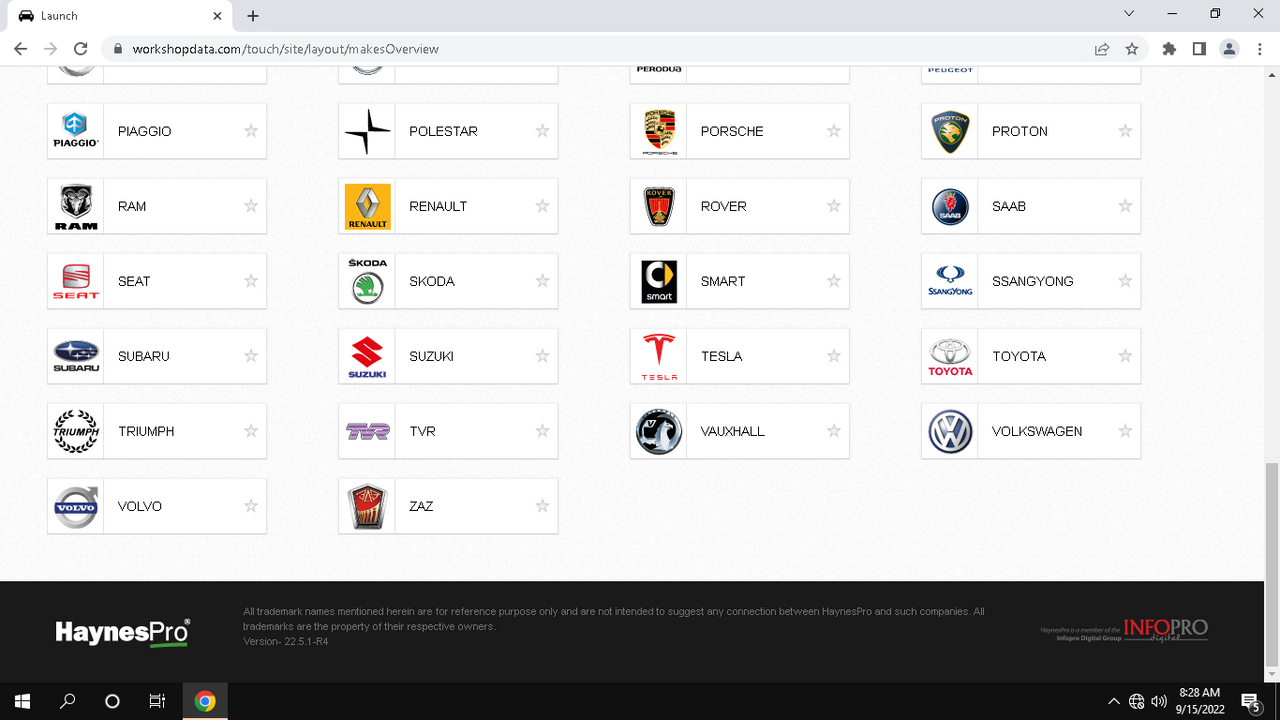 Launch
workshopdata.com/touch/site/layout/makesOverview
PERODUA
PEUGEOT
PIAGGIO
PIAGGIO
POLESTAR
PORSCHE
PORSCHE
PROTON
PROTON
RAM
RAM
RENAULT
RENAULT
ROVER
ROVER
SAAB
SAAB
SEAT
SEAT
ŠKODA
SKODA
smart
SMART
SSANGYONG
SSANGYONG
SUBARU
SUBARU
SUZUKI
SUZUKI
TESLA
TESLA
TOYOTA
TOYOTA
TRIUMPH
TRIUMPH
TVR
TVR
V
VAUXHALL
VOLKSWAGEN
VOLVO
VOLVO
ZAZ
HaynesPro®
All trademark names mentioned herein are for reference purpose only and are not intended to suggest any connection between HaynesPro and such companies. All
trademarks are the property of their respective owners.
Version- 22.5.1-R4
HaynesPro is a member of the
Infopro Digital Group
INFOPRO
digital
8:28 AM
9/15/2022
5